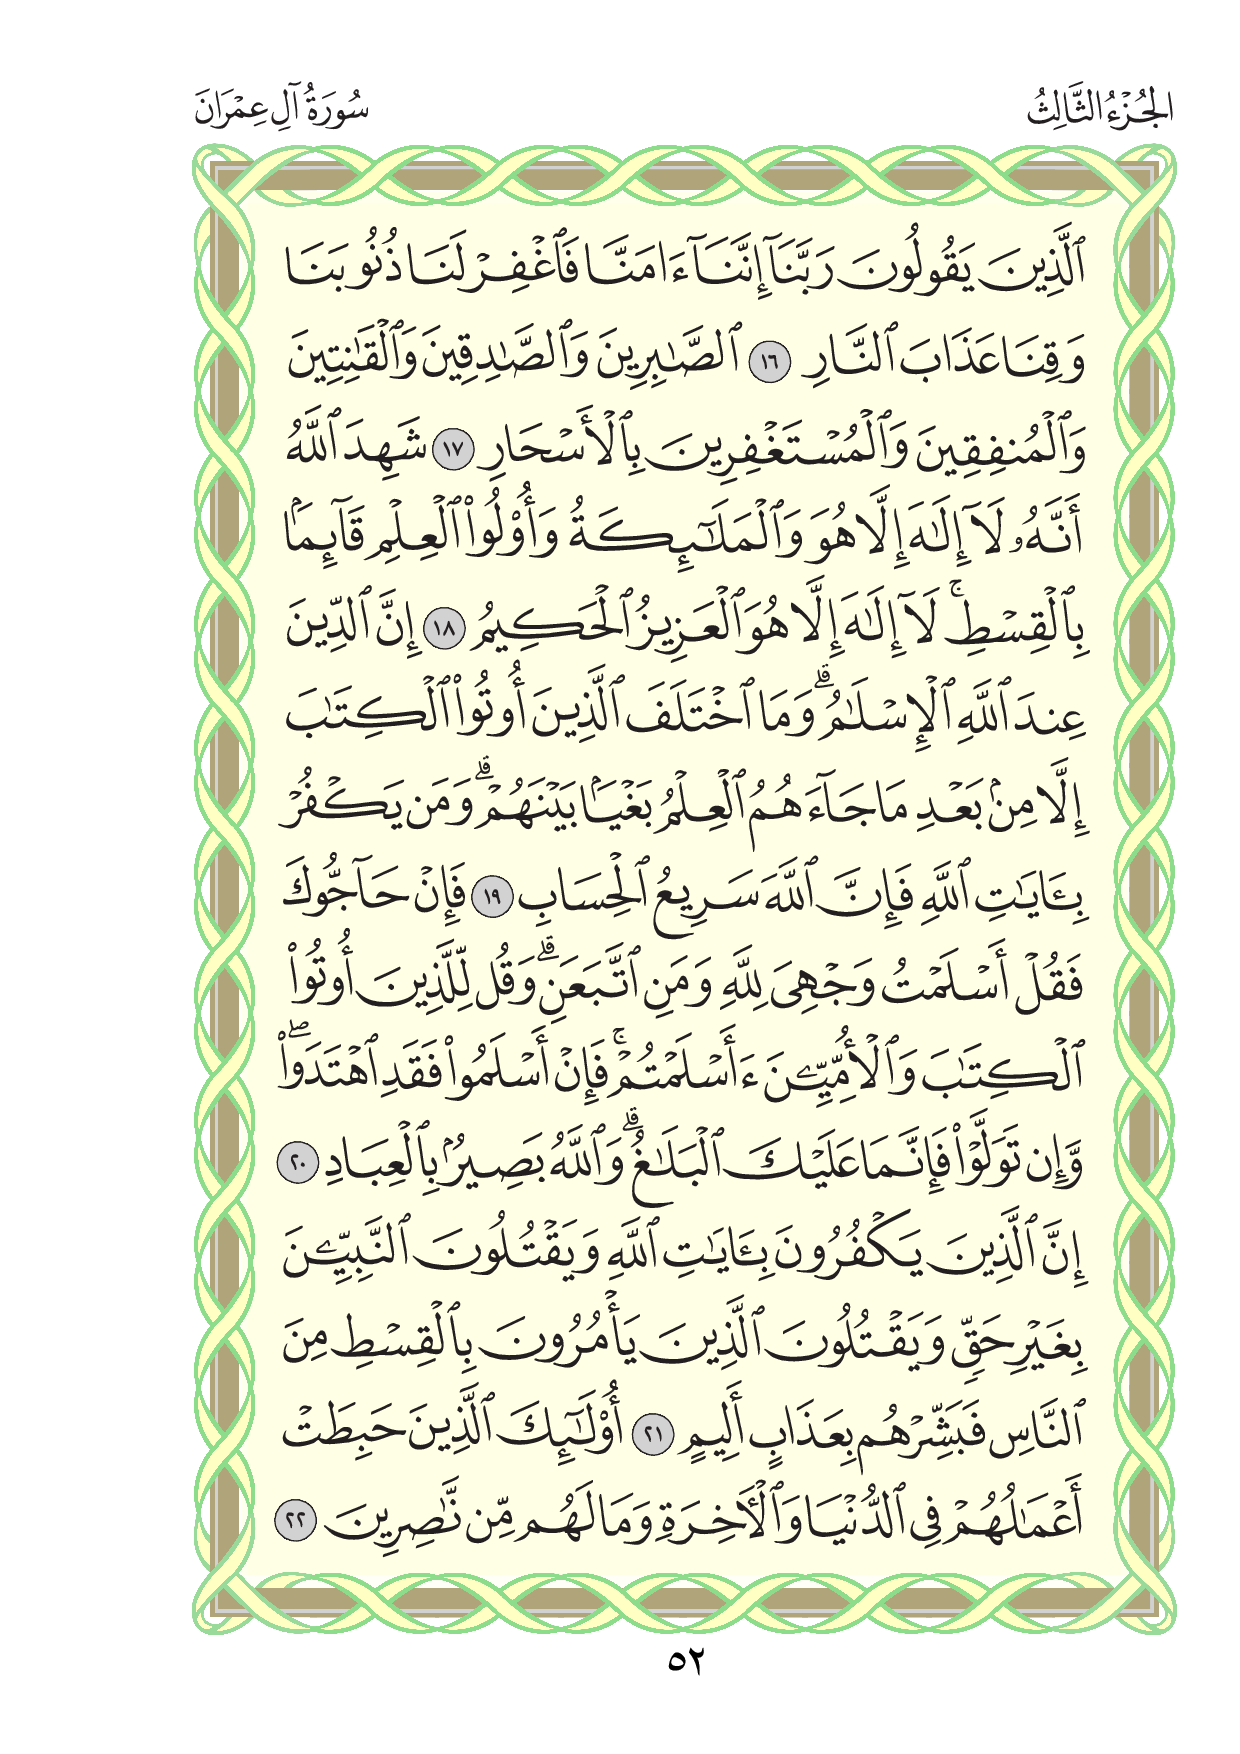 الجُزْءُ الثَّالِثُ
سُورَةُ آلِ عِمْرَانَ
ٱلَّذِينَ يَقُولُونَ رَبَّنَآ إِنَّنَآ ءَامَنَّا فَٱغْفِرْ لَنَا ذُنُوبَنَا
وَقِنَا عَذَابَ ٱلنَّارِ ١٦ ٱلصَّٰبِرِينَ وَٱلصَّٰدِقِينَ وَٱلْقَٰنِتِينَ
وَٱلْمُنفِقِينَ وَٱلْمُسْتَغْفِرِينَ بِٱلْأَسْحَارِ ١٧ شَهِدَ ٱللَّهُ
أَنَّهُۥ لَآ إِلَٰهَ إِلَّا هُوَ وَٱلْمَلَٰٓئِكَةُ وَأُو۟لُوا۟ ٱلْعِلْمِ قَآئِمَۢا
بِٱلْقِسْطِ ۚ لَآ إِلَٰهَ إِلَّا هُوَ ٱلْعَزِيزُ ٱلْحَكِيمُ ١٨ إِنَّ ٱلدِّينَ
عِندَ ٱللَّهِ ٱلْإِسْلَٰمُ ۗ وَمَا ٱخْتَلَفَ ٱلَّذِينَ أُوتُوا۟ ٱلْكِتَٰبَ
إِلَّا مِنۢ بَعْدِ مَا جَآءَهُمُ ٱلْعِلْمُ بَغْيَۢا بَيْنَهُمْ ۗ وَمَن يَكْفُرْ
بِـَٔايَٰتِ ٱللَّهِ فَإِنَّ ٱللَّهَ سَرِيعُ ٱلْحِسَابِ ١٩ فَإِنْ حَآجُّوكَ
فَقُلْ أَسْلَمْتُ وَجْهِىَ لِلَّهِ وَمَنِ ٱتَّبَعَنِ ۗ وَقُل لِّلَّذِينَ أُوتُوا۟
ٱلْكِتَٰبَ وَٱلْأُمِّيِّـۧنَ ءَأَسْلَمْتُمْ ۚ فَإِنْ أَسْلَمُوا۟ فَقَدِ ٱهْتَدَوا۟ ۖ
وَّإِن تَوَلَّوْا۟ فَإِنَّمَا عَلَيْكَ ٱلْبَلَٰغُ ۗ وَٱللَّهُ بَصِيرُۢ بِٱلْعِبَادِ ٢٠
إِنَّ ٱلَّذِينَ يَكْفُرُونَ بِـَٔايَٰتِ ٱللَّهِ وَيَقْتُلُونَ ٱلنَّبِيِّـۧنَ
بِغَيْرِ حَقٍّ وَيَقْتُلُونَ ٱلَّذِينَ يَأْمُرُونَ بِٱلْقِسْطِ مِنَ
ٱلنَّاسِ فَبَشِّرْهُم بِعَذَابٍ أَلِيمٍ ٢١ أُو۟لَٰٓئِكَ ٱلَّذِينَ حَبِطَتْ
أَعْمَٰلُهُمْ فِى ٱلدُّنْيَا وَٱلْـَٔاخِرَةِ وَمَا لَهُم مِّن نَّٰصِرِينَ ٢٢
٥٢